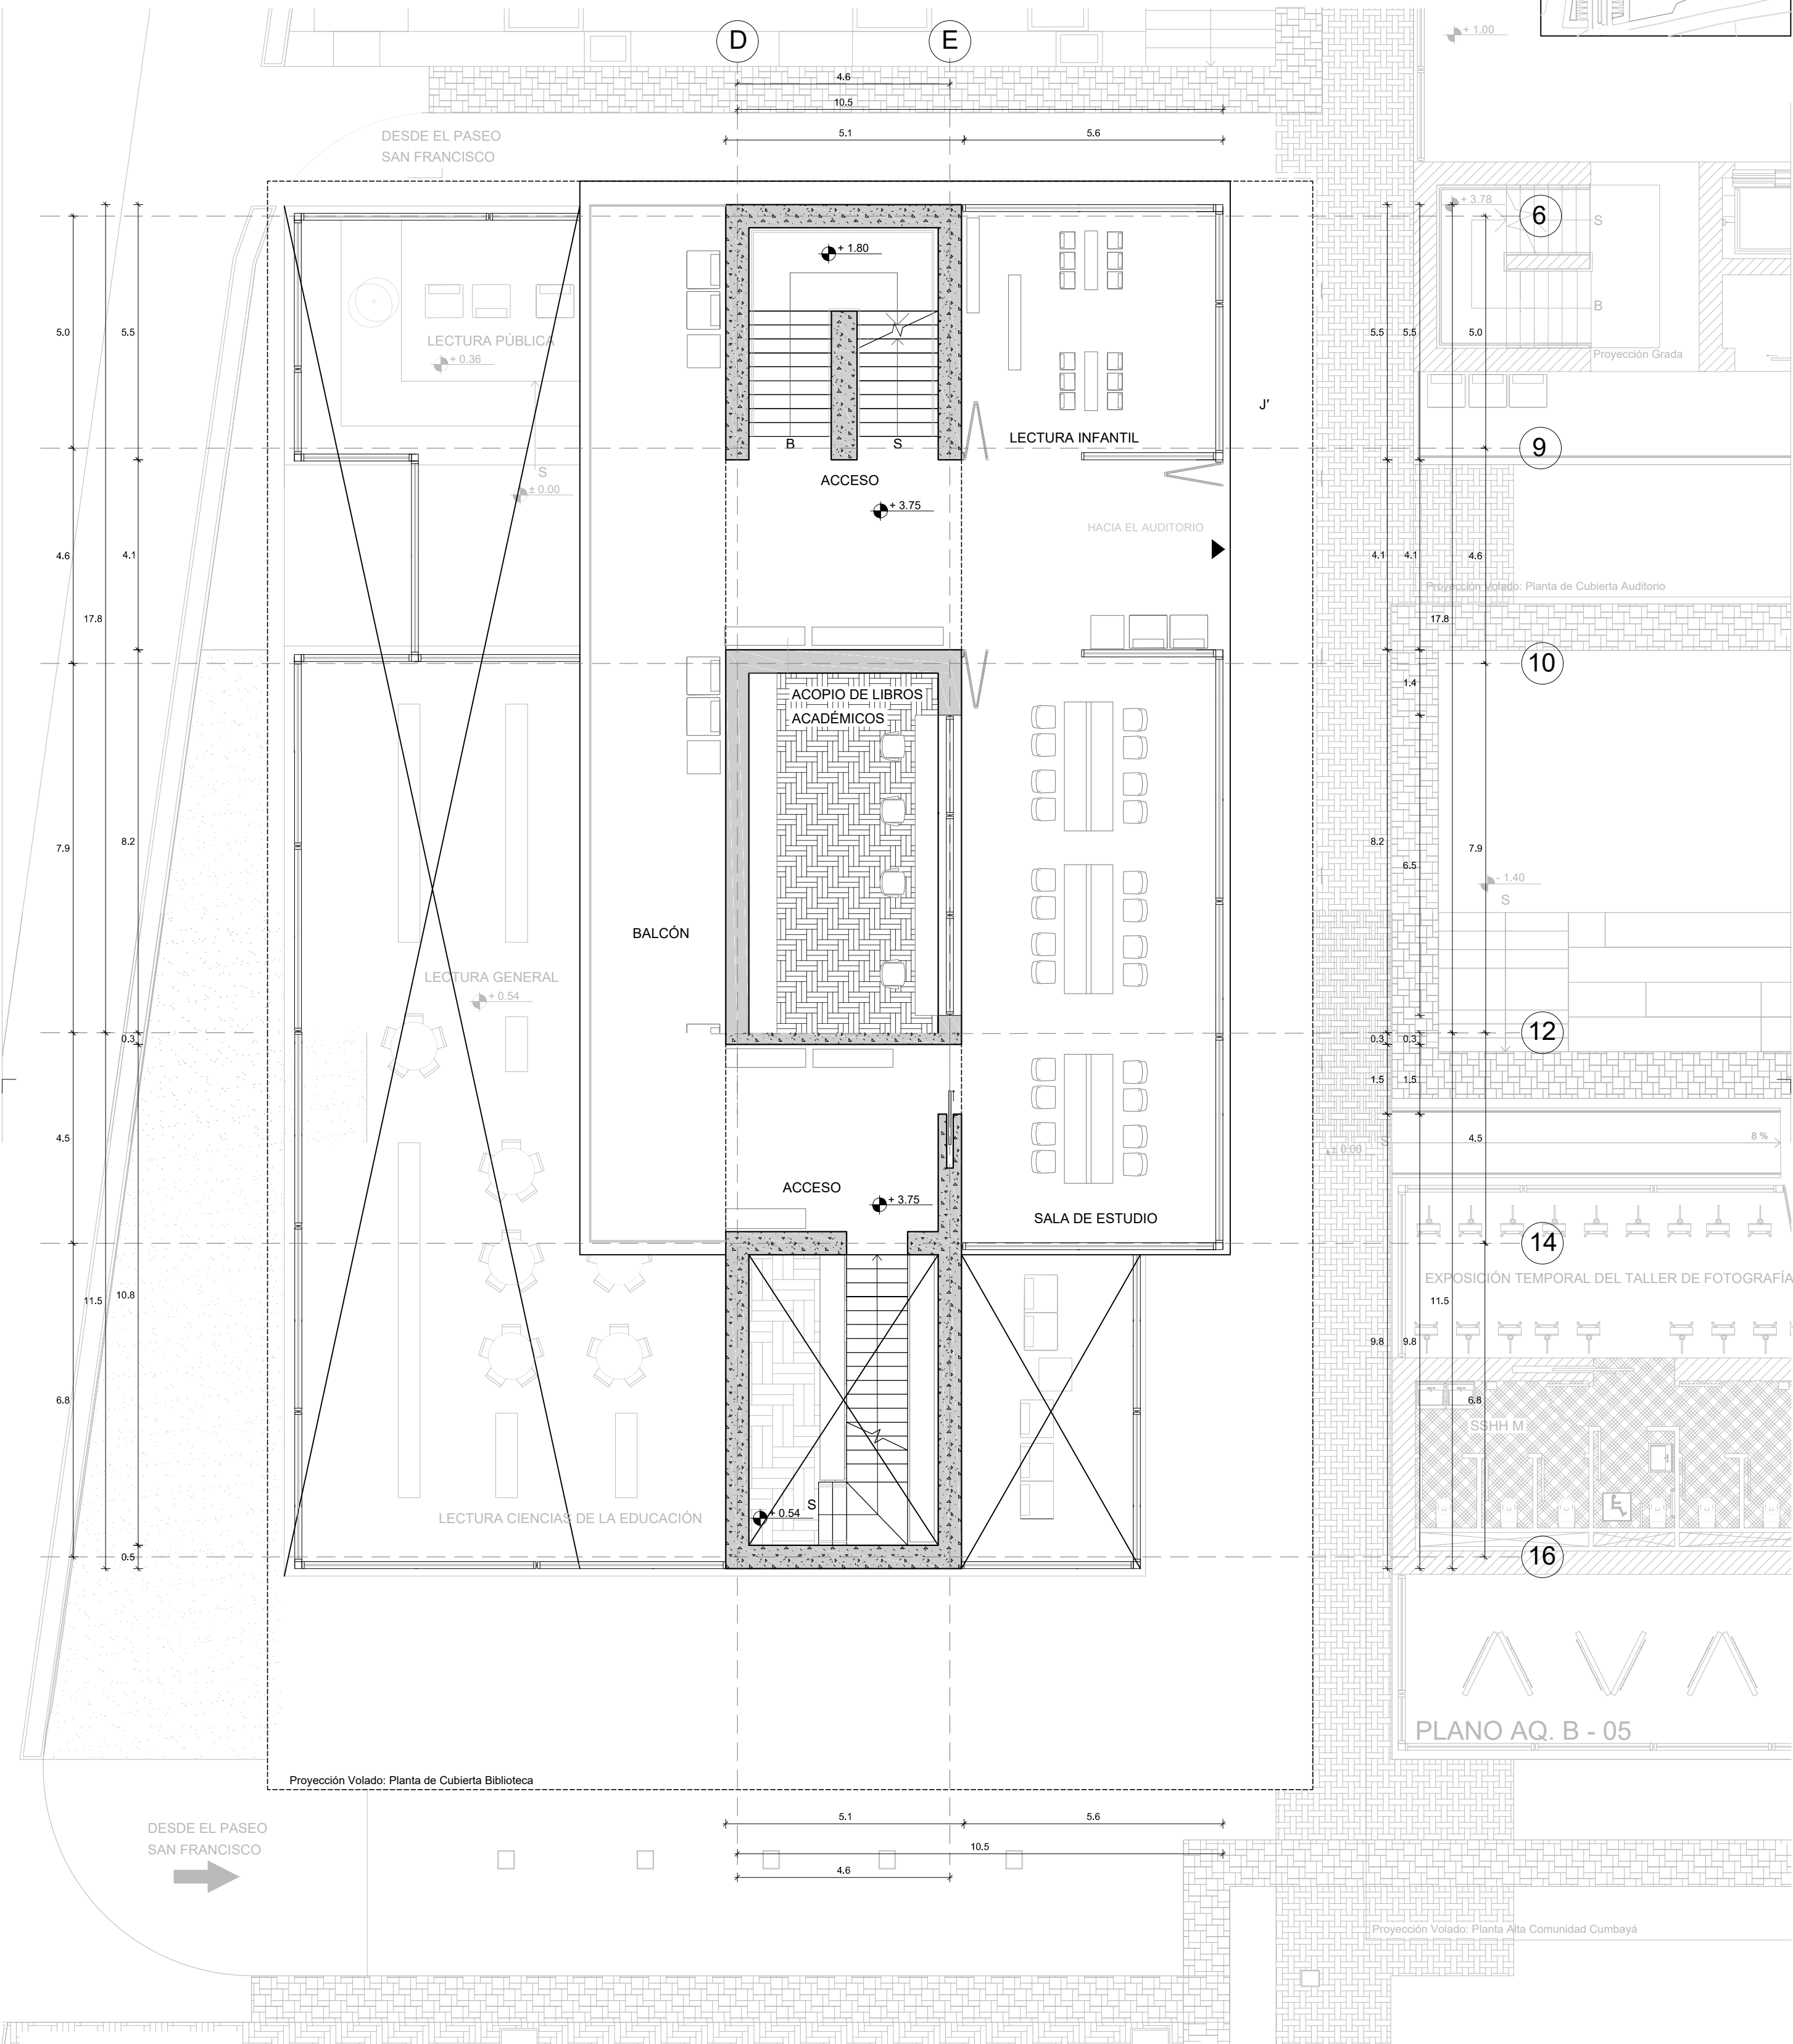 D
E
+ 1.00
4.6
10.5
5.1
5.6
DESDE EL PASEO
SAN FRANCISCO
+ 1.80
+ 3.78
6
S
5.0
5.5
LECTURA PÚBLICA
+ 0.36
5.5
5.5
5.0
B
Proyección Grada
J'
B
S
LECTURA INFANTIL
9
S
ACCESO
± 0.00
+ 3.75
HACIA EL AUDITORIO
4.6
4.1
4.1
4.1
4.6
Proyección Volado: Planta de Cubierta Auditorio
17.8
17.8
10
1.4
ACOPIO DE LIBROS
ACADÉMICOS
7.9
8.2
8.2
6.5
7.9
- 1.40
S
BALCÓN
LECTURA GENERAL
+ 0.54
0.3
0.3
0.3
12
1.5
1.5
4.5
S
4.5
8 %
± 0.00
ACCESO
+ 3.75
SALA DE ESTUDIO
14
EXPOSICIÓN TEMPORAL DEL TALLER DE FOTOGRAFÍA
11.5
10.8
11.5
9.8
9.8
6.8
6.8
SSHH M
S
+ 0.54
LECTURA CIENCIAS DE LA EDUCACIÓN
0.5
16
PLANO AQ. B - 05
Proyección Volado: Planta de Cubierta Biblioteca
DESDE EL PASEO
SAN FRANCISCO
5.1
5.6
10.5
4.6
Proyección Volado: Planta Alta Comunidad Cumbayá